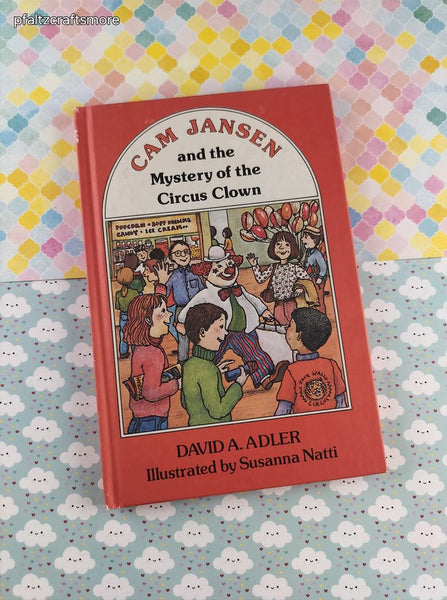 pfaltzcraftsmore
CAM JANSEN
and the
Mystery of the
Circus Clown
POPCORN • SOFT DRINKS
CANDY • ICE CREAM
DAVID A. ADLER
Illustrated by Susanna Natti